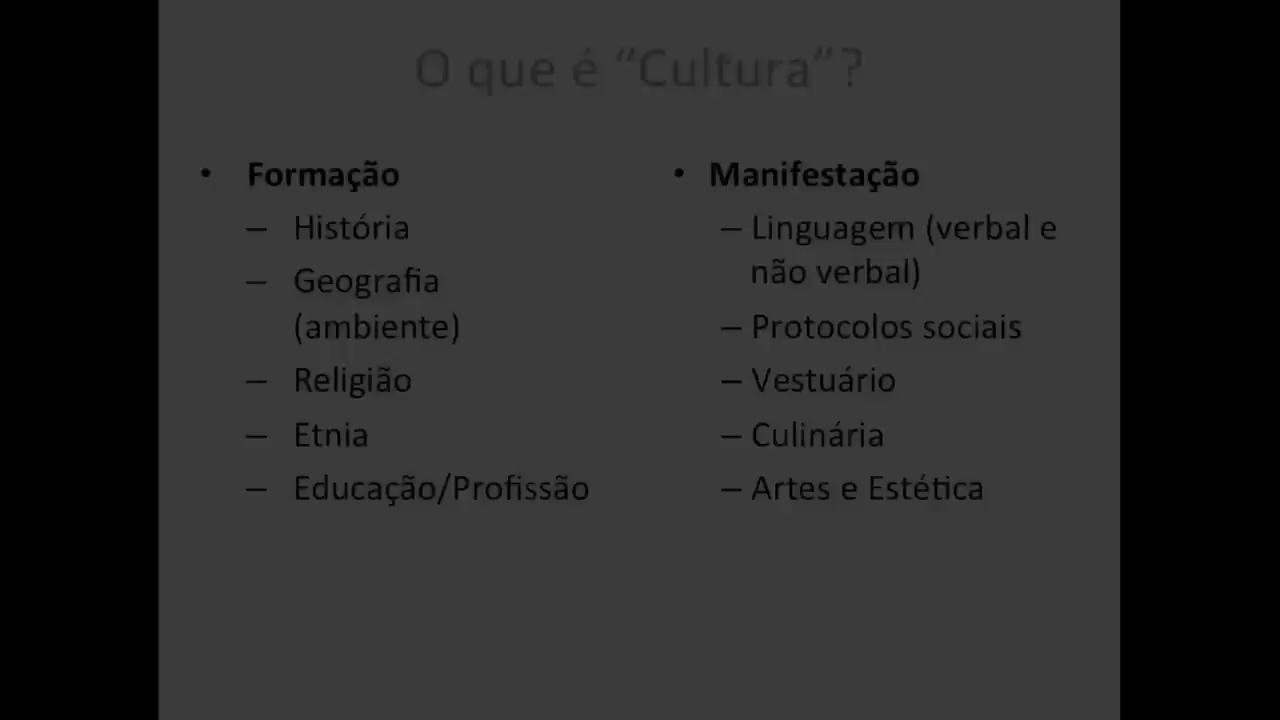 O que é “Cultura”?
• Formação
– História
– Geografia
(ambiente)
– Religião
– Etnia
– Educação/Profissão
• Manifestação
– Linguagem (verbal e
não verbal)
– Protocolos sociais
– Vestuário
– Culinária
– Artes e Estética